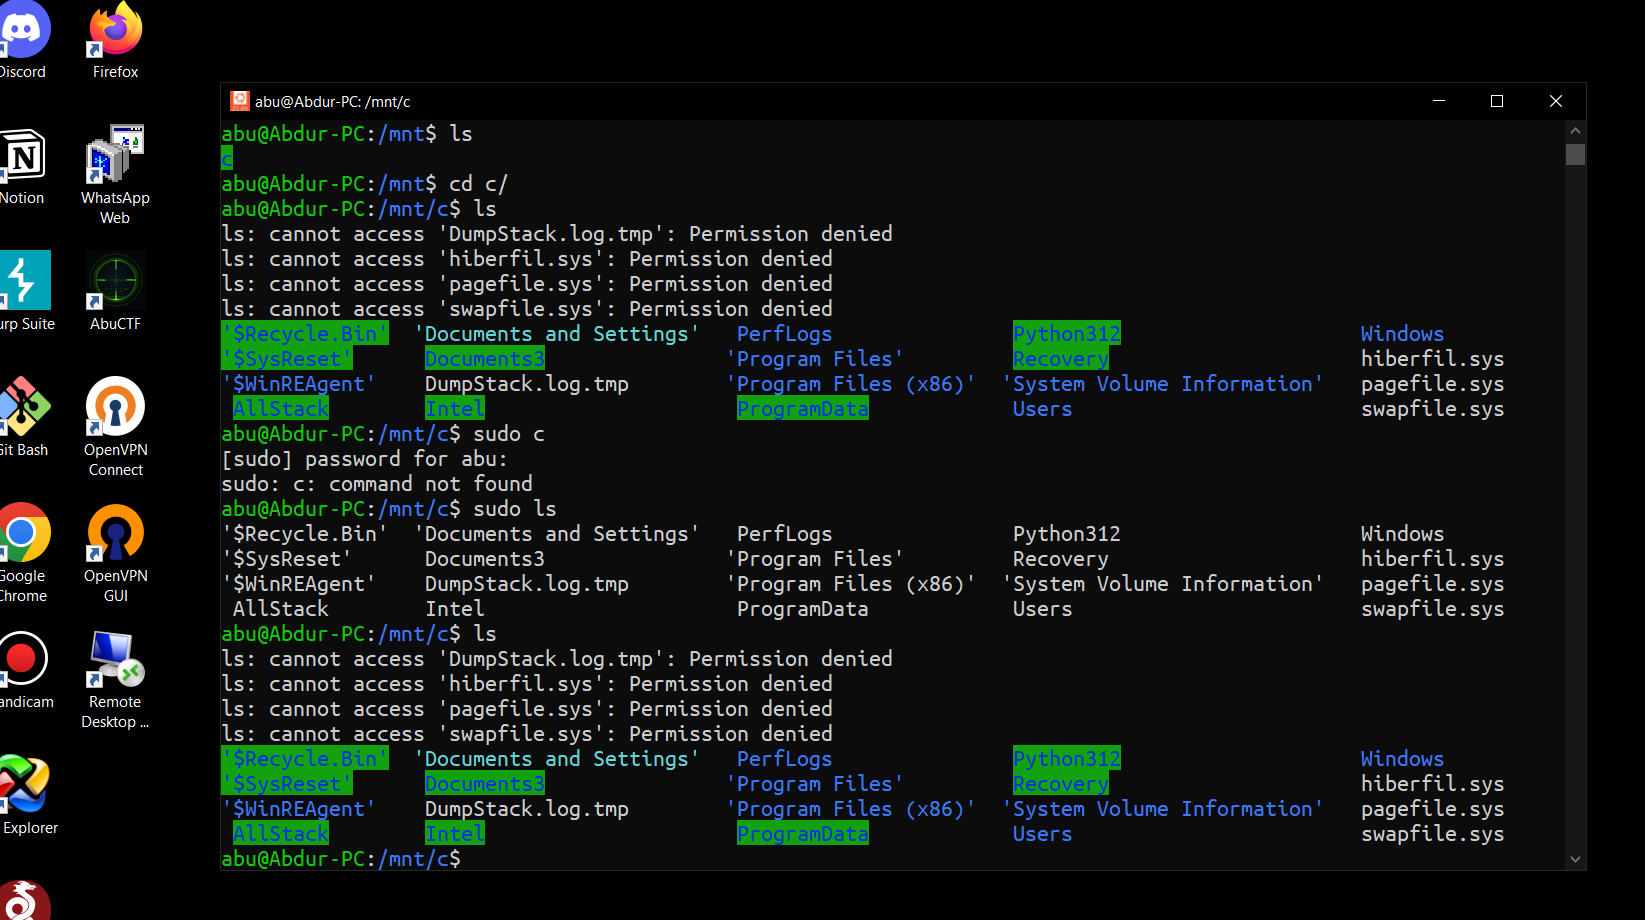 Discord
Firefox
Notion
WhatsApp
Web
urp Suite
AbuCTF
Git Bash
OpenVPN
Connect
Google
Chrome
OpenVPN
GUI
andicam
Remote
Desktop ...
Explorer
abu@Abdur-PC: /mnt/c
abu@Abdur-PC:/mnt$ ls
c
abu@Abdur-PC:/mnt$ cd c/
abu@Abdur-PC:/mnt/c$ ls
ls: cannot access 'DumpStack.log.tmp': Permission denied
ls: cannot access 'hiberfil.sys': Permission denied
ls: cannot access 'pagefile.sys': Permission denied
ls: cannot access 'swapfile.sys': Permission denied
'$Recycle.Bin' 'Documents and Settings' PerfLogs Python312 Windows
'$SysReset' Documents3 'Program Files' Recovery hiberfil.sys
'$WinREAgent' DumpStack.log.tmp 'Program Files (x86)' 'System Volume Information' pagefile.sys
AllStack Intel ProgramData Users swapfile.sys
abu@Abdur-PC:/mnt/c$ sudo c
[sudo] password for abu:
sudo: c: command not found
abu@Abdur-PC:/mnt/c$ sudo ls
'$Recycle.Bin' 'Documents and Settings' PerfLogs Python312 Windows
'$SysReset' Documents3 'Program Files' Recovery hiberfil.sys
'$WinREAgent' DumpStack.log.tmp 'Program Files (x86)' 'System Volume Information' pagefile.sys
AllStack Intel ProgramData Users swapfile.sys
abu@Abdur-PC:/mnt/c$ ls
ls: cannot access 'DumpStack.log.tmp': Permission denied
ls: cannot access 'hiberfil.sys': Permission denied
ls: cannot access 'pagefile.sys': Permission denied
ls: cannot access 'swapfile.sys': Permission denied
'$Recycle.Bin' 'Documents and Settings' PerfLogs Python312 Windows
'$SysReset' Documents3 'Program Files' Recovery hiberfil.sys
'$WinREAgent' DumpStack.log.tmp 'Program Files (x86)' 'System Volume Information' pagefile.sys
AllStack Intel ProgramData Users swapfile.sys
abu@Abdur-PC:/mnt/c$